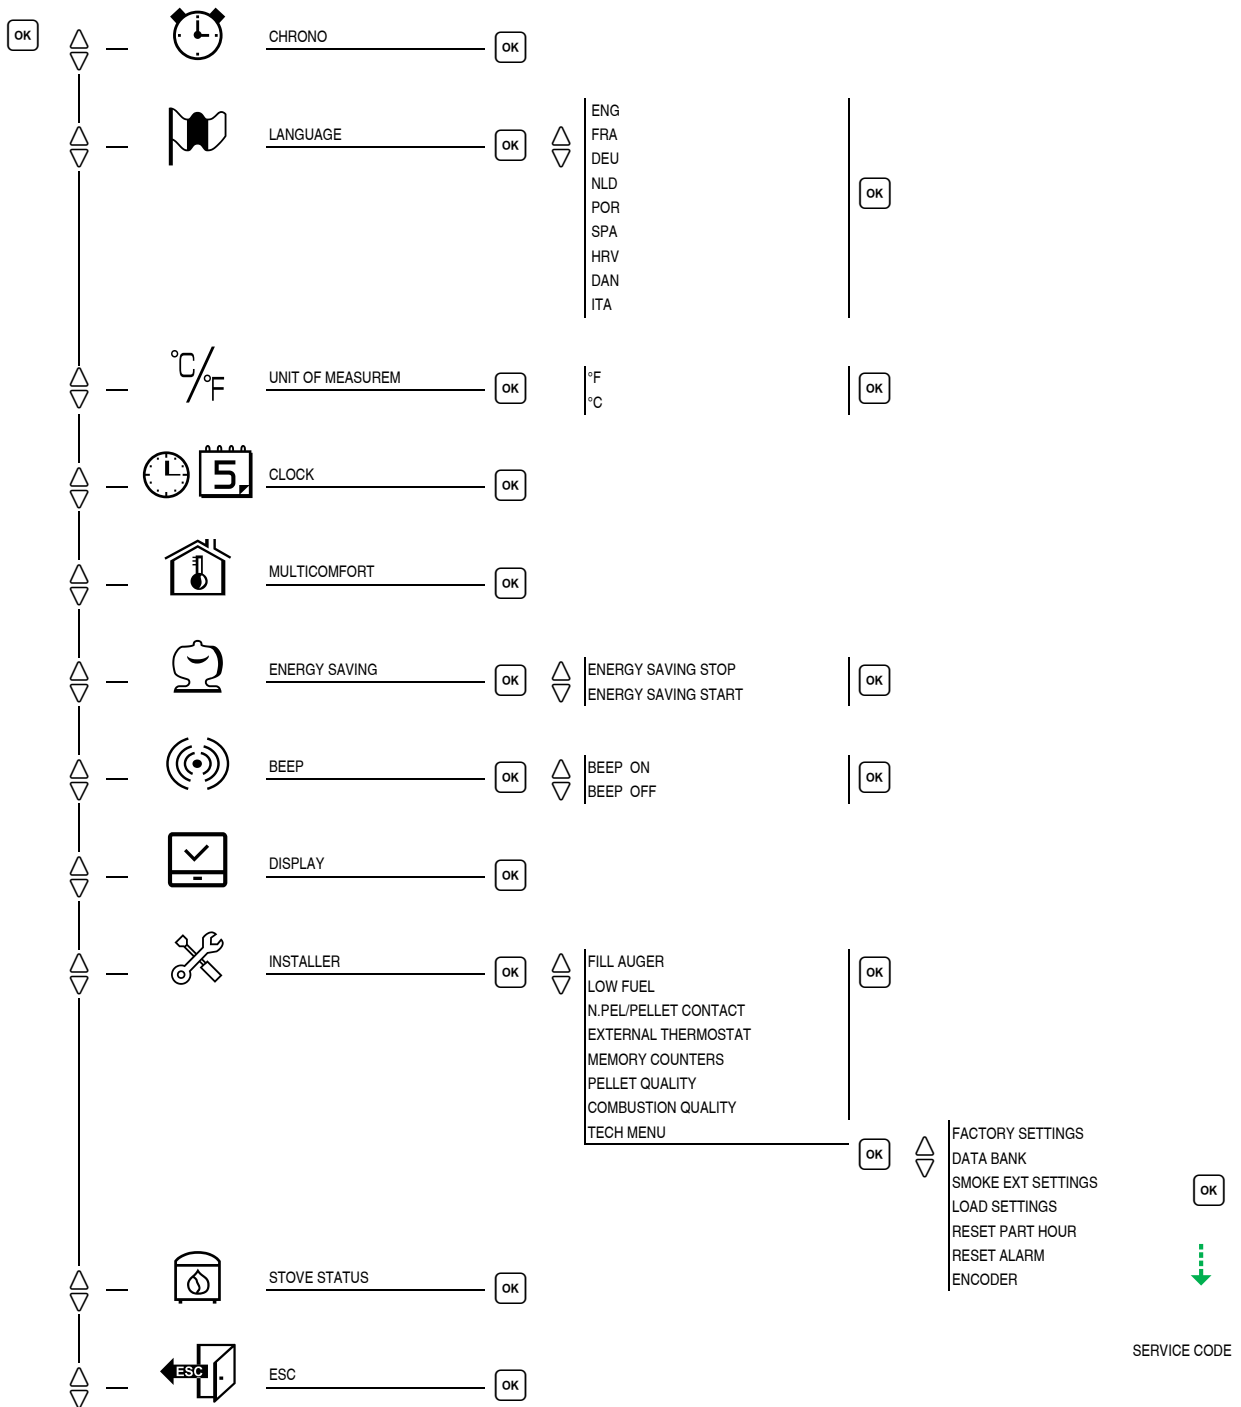 OK
CHRONO
OK
LANGUAGE
OK
ENG
FRA
DEU
NLD
POR
SPA
HRV
DAN
ITA
OK
°C/°F
UNIT OF MEASUREM
OK
°F
°C
OK
5
CLOCK
OK
MULTICOMFORT
OK
ENERGY SAVING
OK
ENERGY SAVING STOP
ENERGY SAVING START
OK
BEEP
OK
BEEP ON
BEEP OFF
OK
DISPLAY
OK
INSTALLER
OK
FILL AUGER
LOW FUEL
N.PEL/PELLET CONTACT
EXTERNAL THERMOSTAT
MEMORY COUNTERS
PELLET QUALITY
COMBUSTION QUALITY
TECH MENU
OK
OK
FACTORY SETTINGS
DATA BANK
SMOKE EXT SETTINGS
LOAD SETTINGS
RESET PART HOUR
RESET ALARM
ENCODER
OK
SERVICE CODE
STOVE STATUS
OK
ESC
ESC
OK